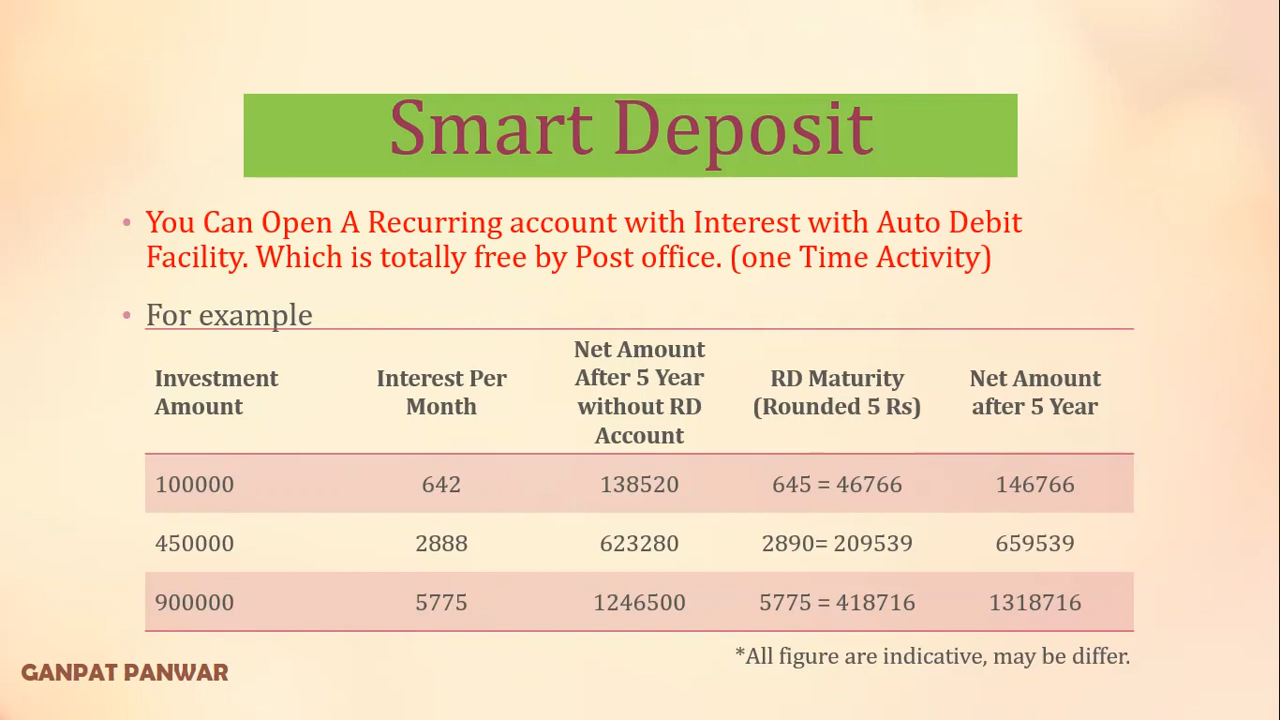 Smart Deposit
• You Can Open A Recurring account with Interest with Auto Debit
Facility. Which is totally free by Post office. (one Time Activity)
• For example
Investment Amount | Interest Per Month | Net Amount After 5 Year without RD Account | RD Maturity (Rounded 5 Rs) | Net Amount after 5 Year
100000 | 642 | 138520 | 645 = 46766 | 146766
450000 | 2888 | 623280 | 2890= 209539 | 659539
900000 | 5775 | 1246500 | 5775 = 418716 | 1318716
*All figure are indicative, may be differ.
GANPAT PANWAR